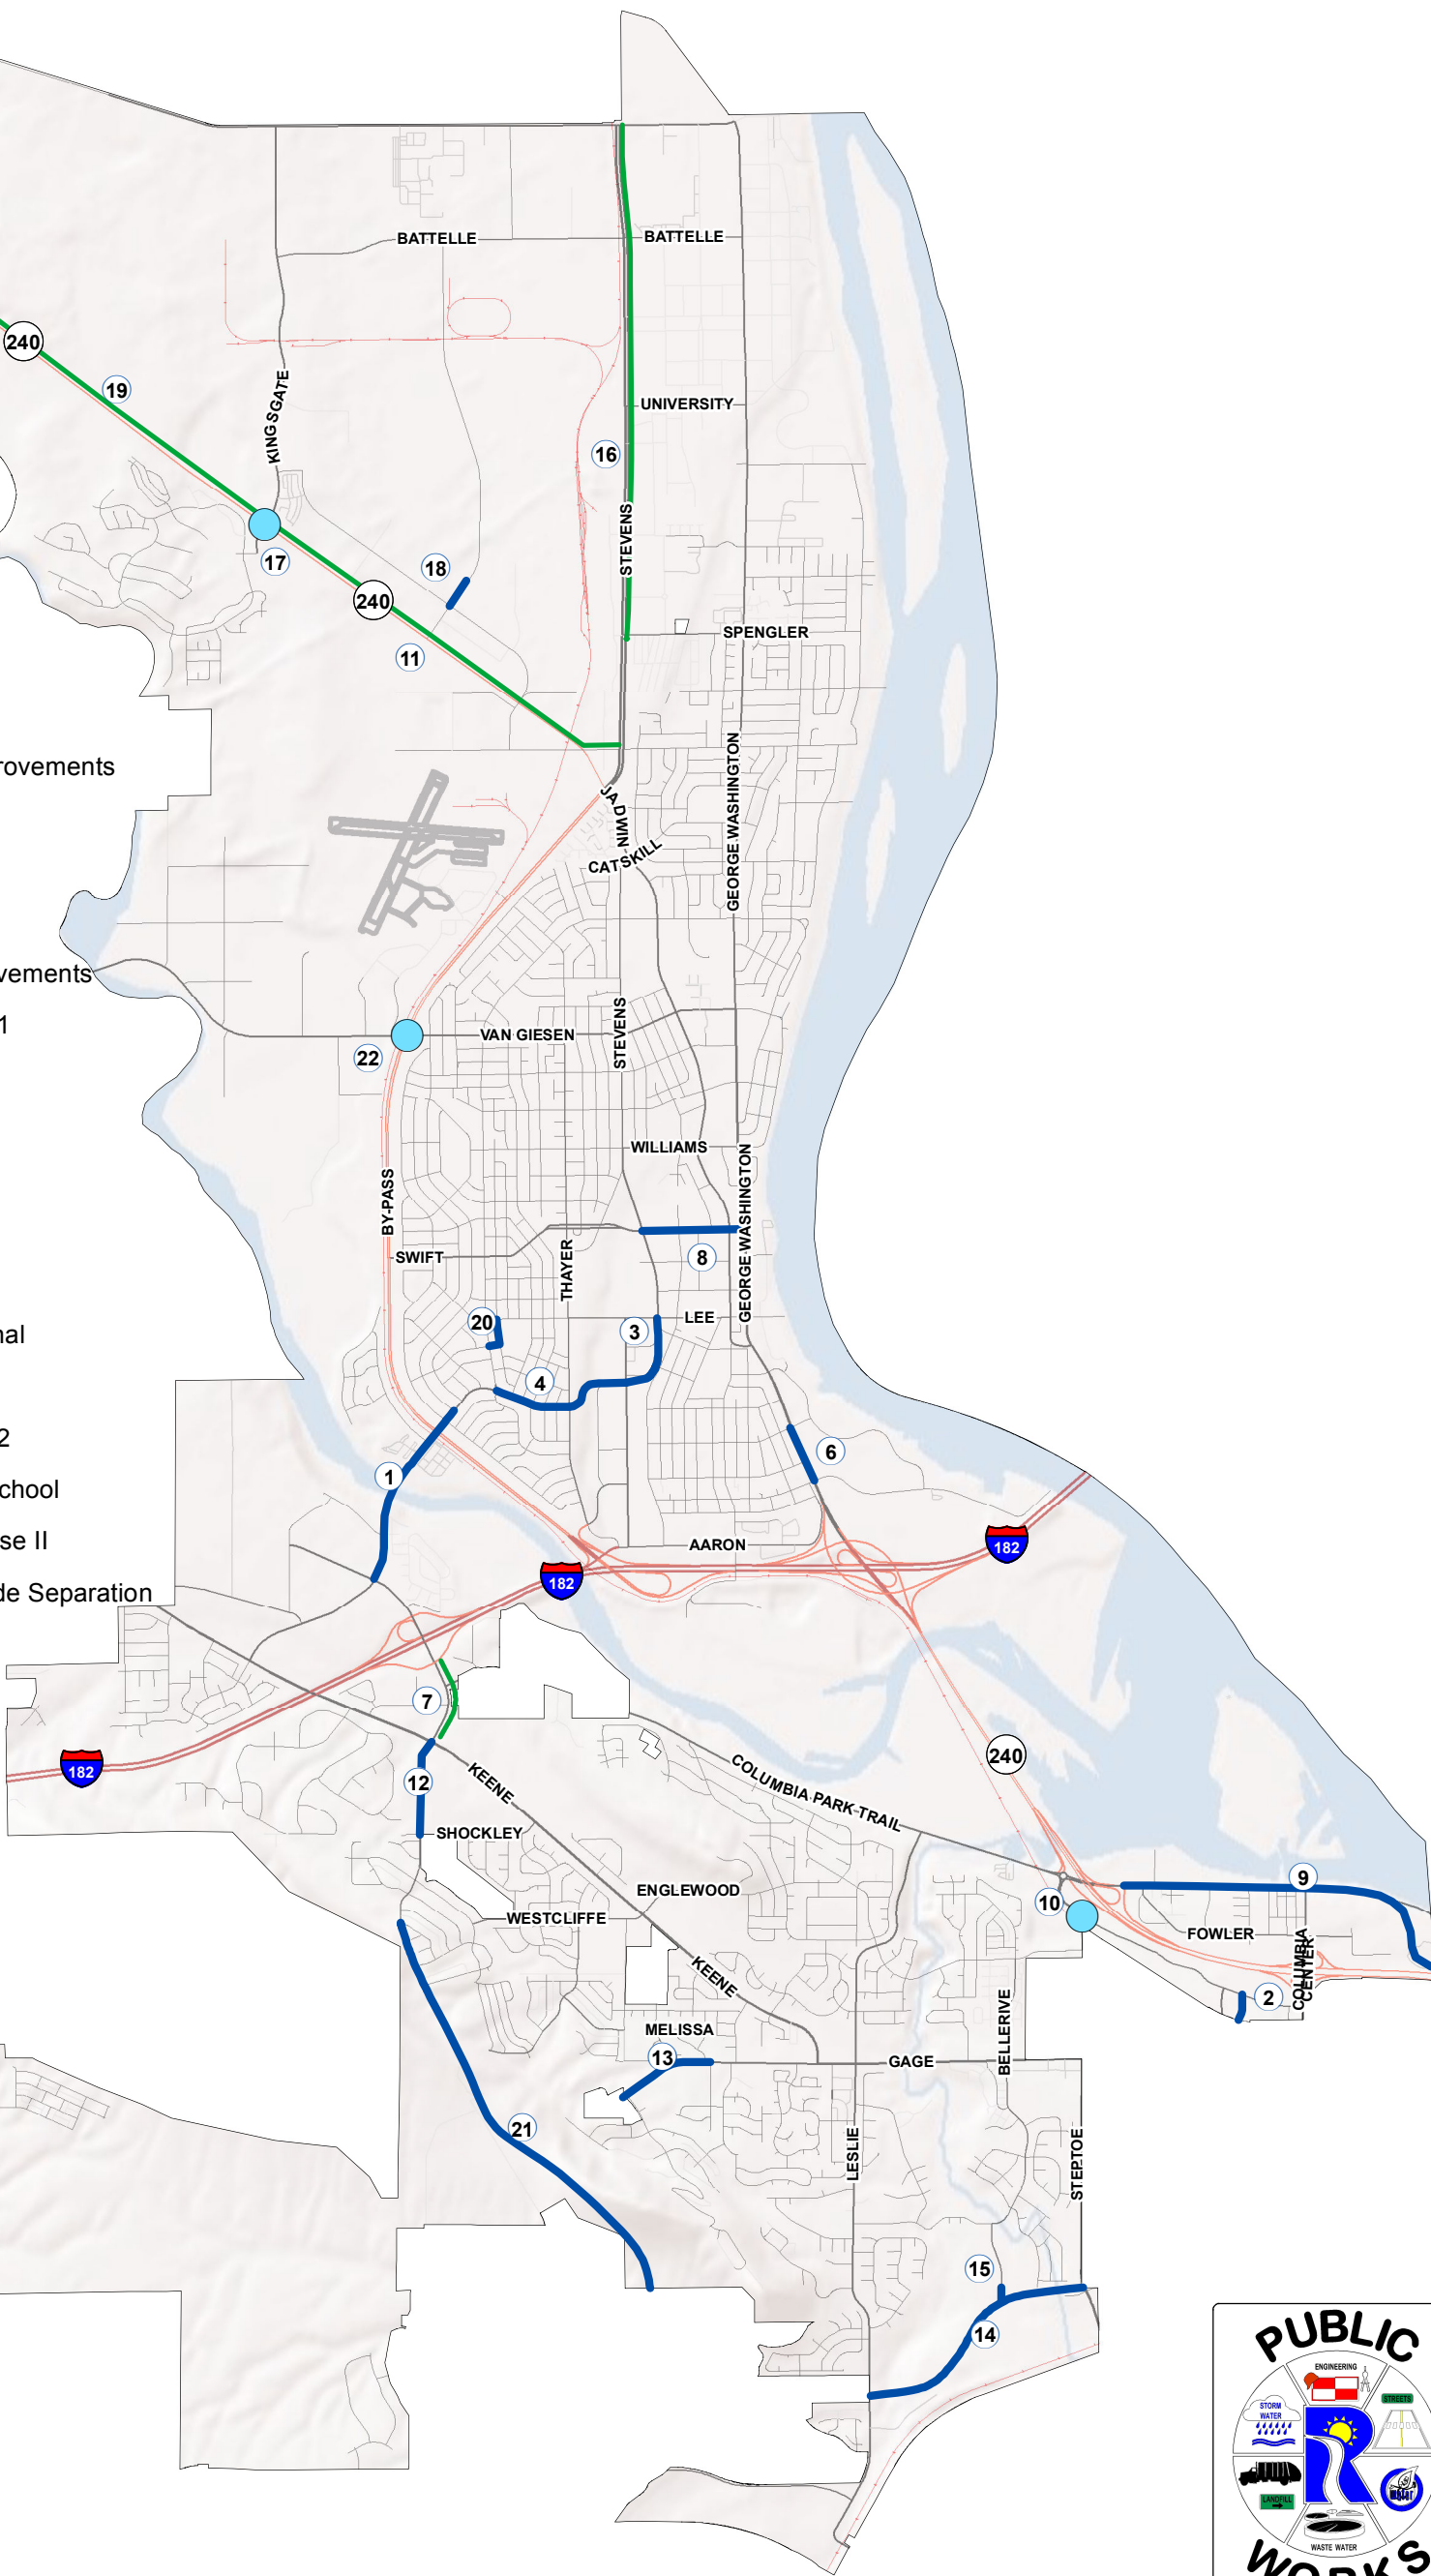 BATTELLE
BATTELLE
240
19
KINGSGATE
UNIVERSITY
16
STEVENS
17
18
240
11
SPENGLER
rovements
GEORGE WASHINGTON
JADWIN
CATSKILL
vements
1
STEVENS
VAN GIESEN
22
WILLIAMS
BY-PASS
GEORGE WASHINGTON
SWIFT
THAYER
8
LEE
20
3
nal
4
2
6
1
chool
se II
AARON
182
182
de Separation
7
182
12
KEENE
COLUMBIA PARK TRAIL
240
SHOCKLEY
ENGLEWOOD
9
10
WESTCLIFFE
FOWLER
COLUMBIA CENTER
KEENE
2
BELLERIVE
MELISSA
13
GAGE
21
LESLIE
STEPTOE
15
14
PUBLIC
ENGINEERING
STORM
WATER
STREETS
R
LANDFILL
water
WASTE WATER
WORKS